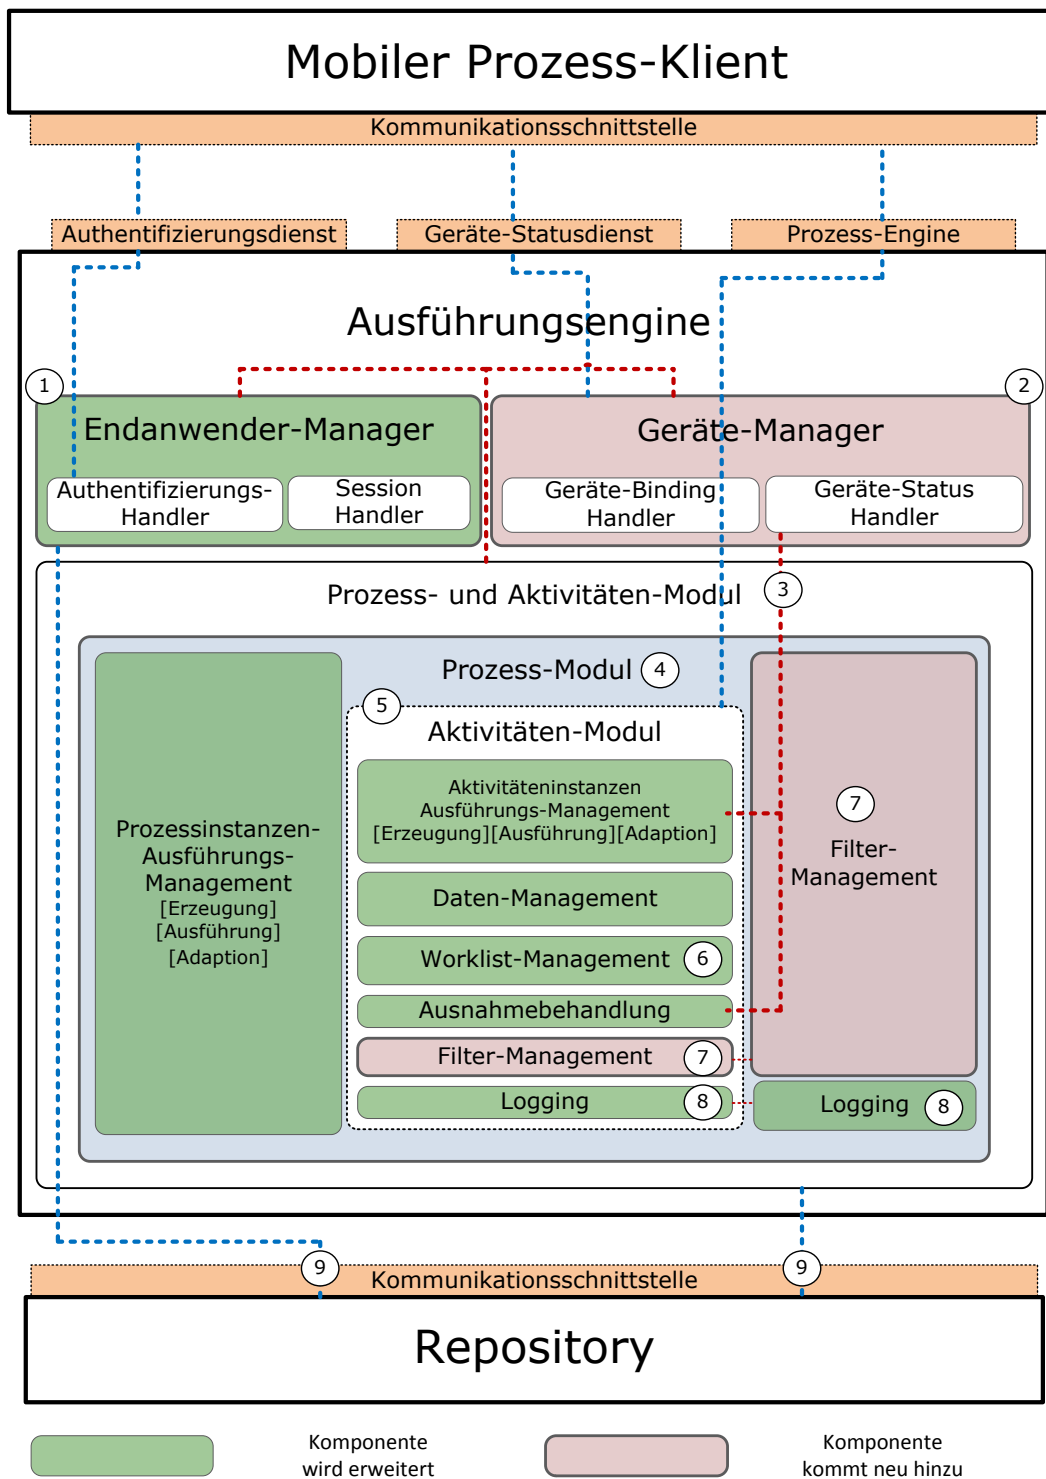 Mobiler Prozess-Klient
Kommunikationsschnittstelle
Authentifizierungsdienst
Geräte-Statusdienst
Prozess-Engine
Ausführungsengine
1
2
Endanwender-Manager
Authentifizierungs-
Handler
Session
Handler
Geräte-Manager
Geräte-Binding
Handler
Geräte-Status
Handler
Prozess- und Aktivitäten-Modul
3
Prozess-Modul
4
5
Prozessinstanzen-
Ausführungs-
Management
[Erzeugung]
[Ausführung]
[Adaption]
Aktivitäten-Modul
Aktivitäteninstanzen
Ausführungs-Management
[Erzeugung][Ausführung][Adaption]
Daten-Management
Worklist-Management
6
Ausnahmebehandlung
Filter-Management
7
Logging
8
7
Filter-
Management
Logging
8
9
9
Kommunikationsschnittstelle
Repository
Komponente
wird erweitert
Komponente
kommt neu hinzu